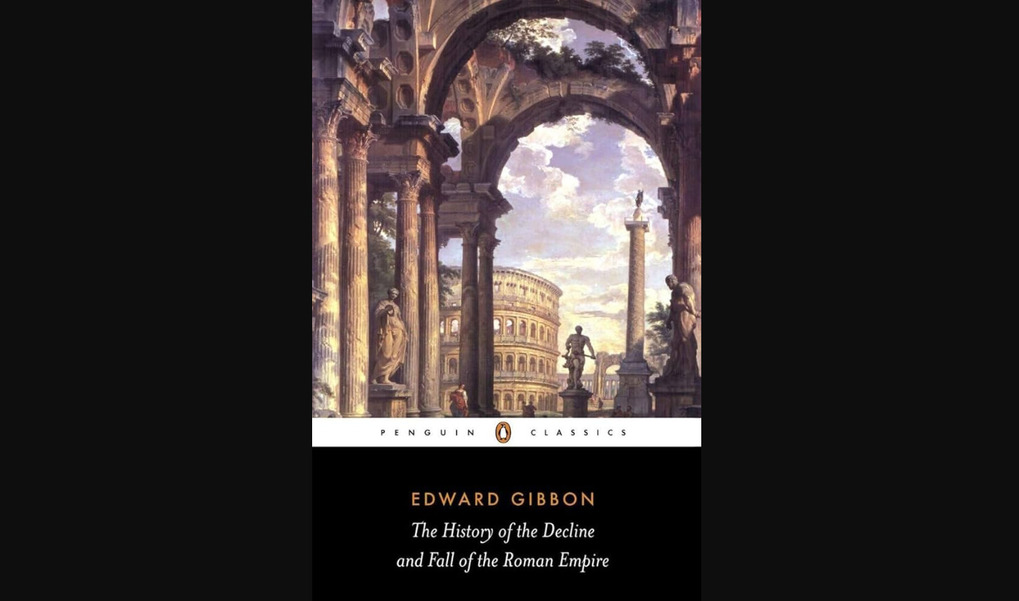 PENGUIN CLASSICS
EDWARD GIBBON
The History of the Decline
and Fall of the Roman Empire